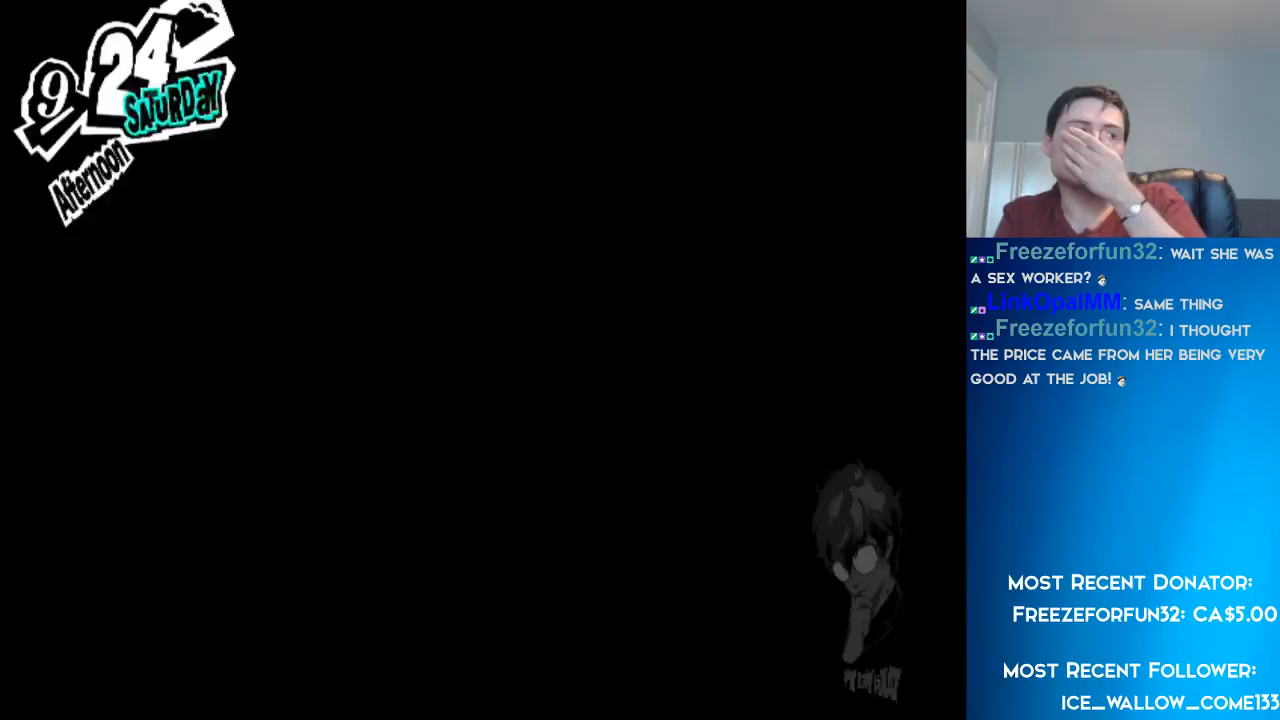 9 24
SATURDAY
Afternoon
Freezeforfun32: WAIT SHE WAS
A SEX WORKER?
LinkOpalMM: SAME THING
Freezeforfun32: I THOUGHT
THE PRICE CAME FROM HER BEING VERY
GOOD AT THE JOB!
MOST RECENT DONATOR:
FREEZEFORFUN32: CA$5.00
MOST RECENT FOLLOWER:
ICE_WALLOW_COME133